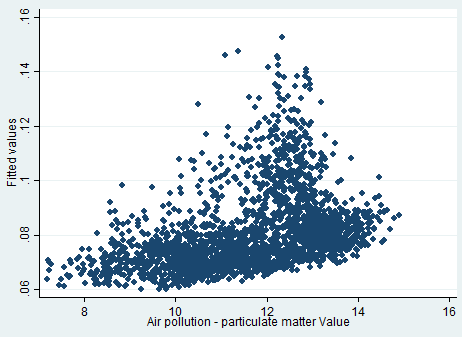 Fitted values
.16
.14
.12
.1
.08
.06
8 10 12 14 16
Air pollution - particulate matter Value